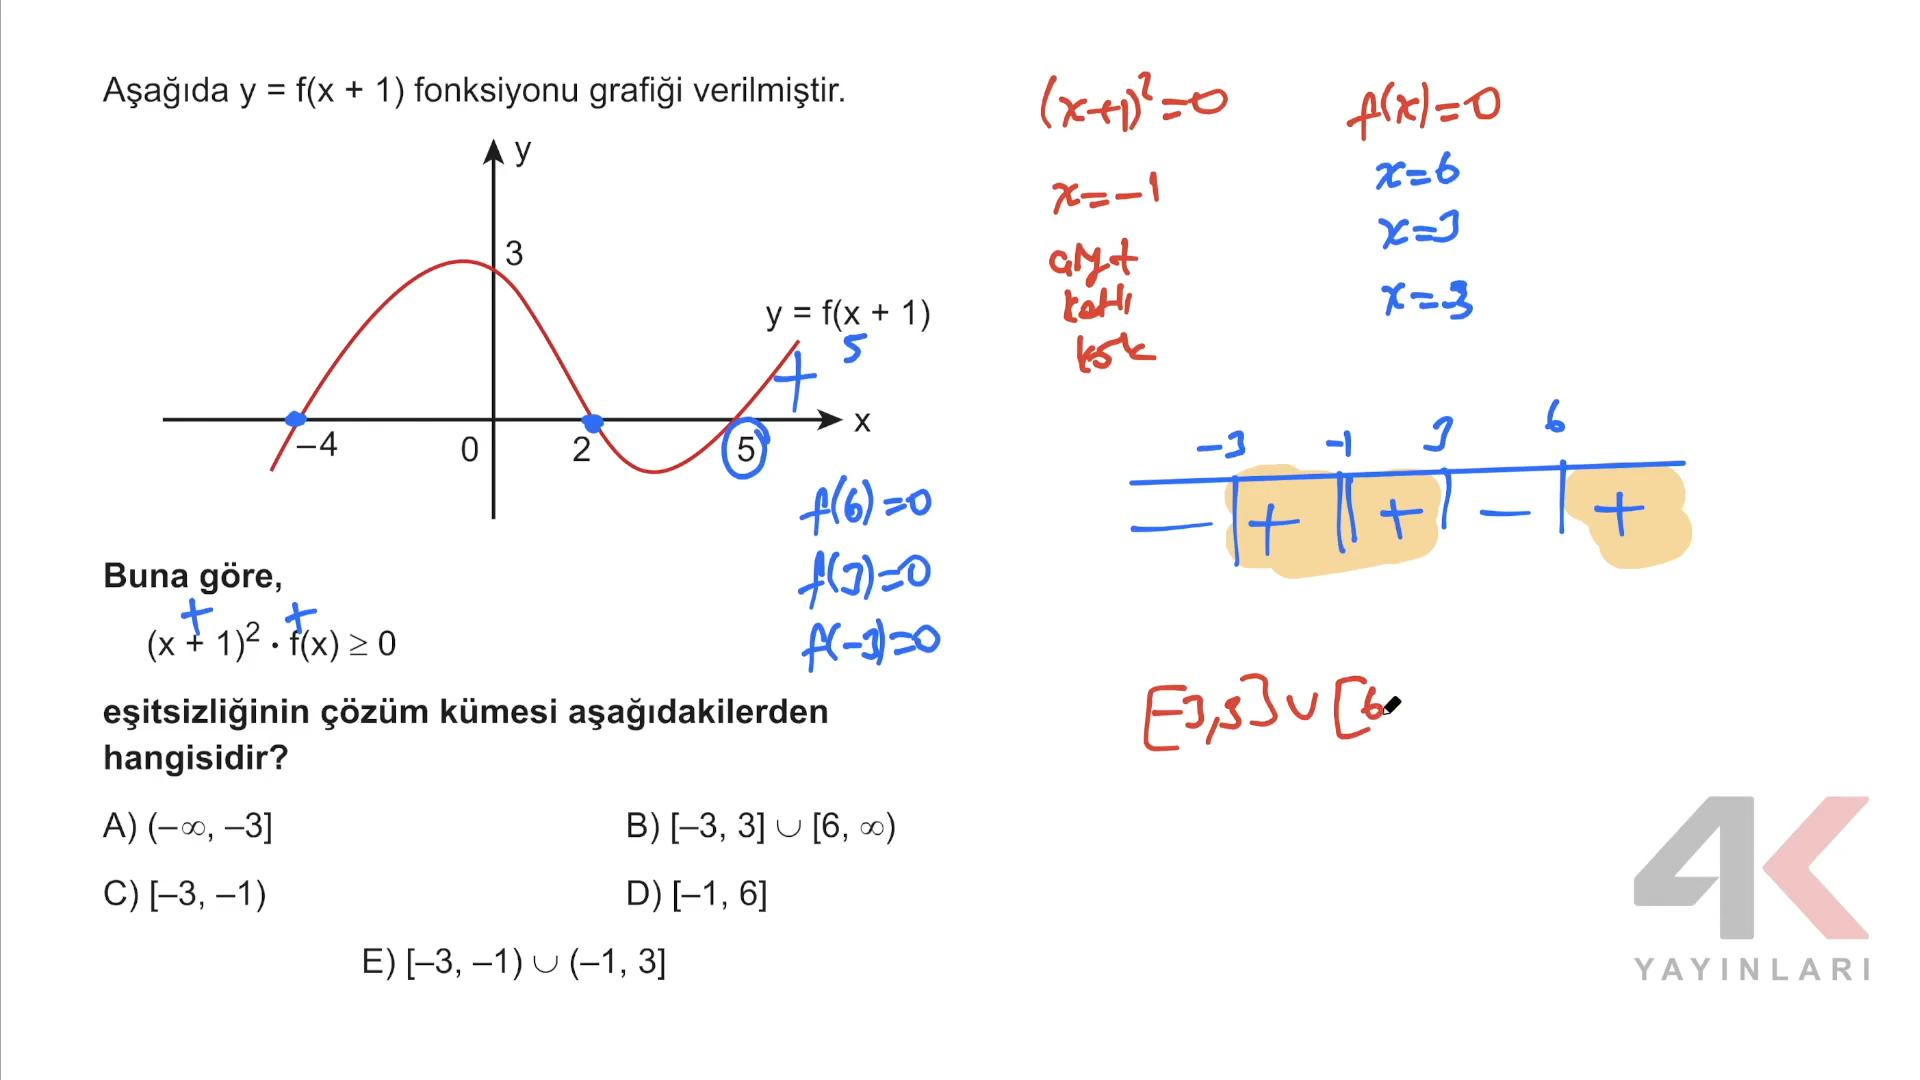 Aşağıda y = f(x + 1) fonksiyonu grafiği verilmiştir.
y
3
y = f(x + 1)
5
+
x
–4
0
2
5
f(6)=0
f(3)=0
f(-3)=0
Buna göre,
+ +
(x + 1)² · f(x) ≥ 0
eşitsizliğinin çözüm kümesi aşağıdakilerden
hangisidir?
A) (–∞, –3]
B) [–3, 3] ∪ [6, ∞)
C) [–3, –1)
D) [–1, 6]
E) [–3, –1) ∪ (–1, 3]
(x+1)²=0
x=-1
çift
katlı
kök
f(x)=0
x=6
x=3
x=-3
-3 -1 3 6
— + + — +
[-3,3] ∪ [6
4K
YAYINLARI